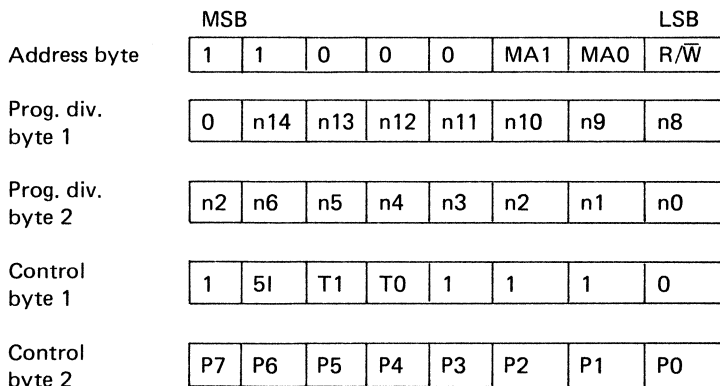 MSB LSB
Address byte 1 1 0 0 0 MA1 MA0 R/W̅
Prog. div.
byte 1 0 n14 n13 n12 n11 n10 n9 n8
Prog. div.
byte 2 n2 n6 n5 n4 n3 n2 n1 n0
Control
byte 1 1 5I T1 T0 1 1 1 0
Control
byte 2 P7 P6 P5 P4 P3 P2 P1 P0